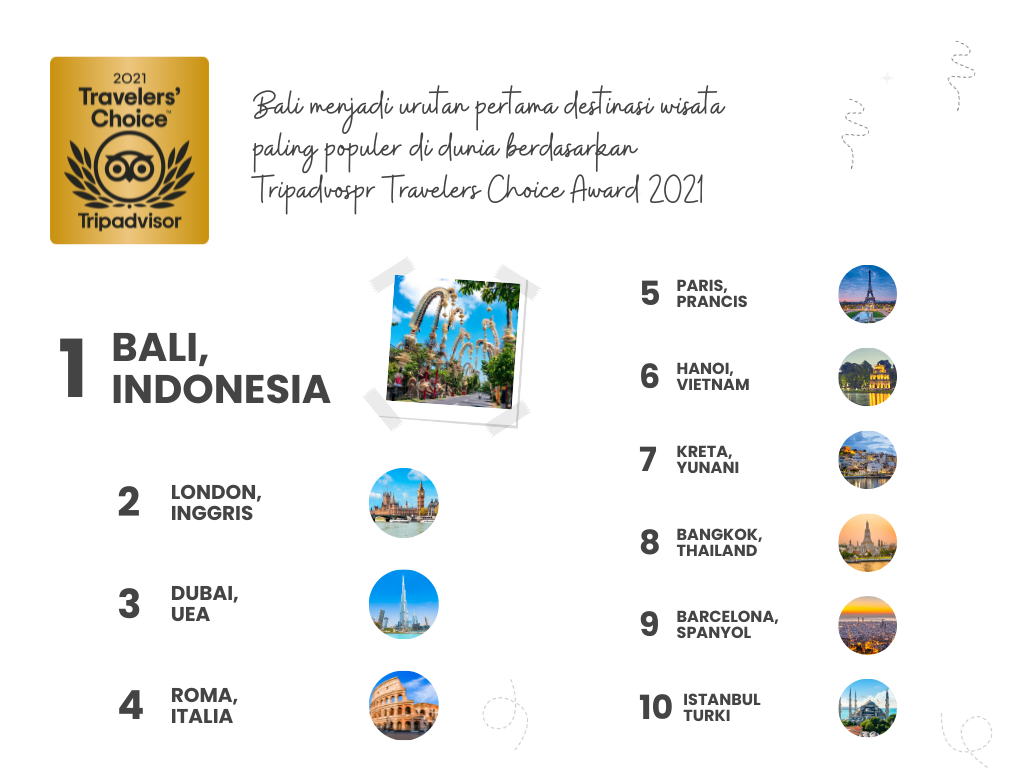 2021
Travelers'
Choice™
Tripadvisor
Bali menjadi urutan pertama destinasi wisata
paling populer di dunia berdasarkan
Tripadvospr Travelers Choice Award 2021
1
BALI,
INDONESIA
2
LONDON,
INGGRIS
3
DUBAI,
UEA
4
ROMA,
ITALIA
5
PARIS,
PRANCIS
6
HANOI,
VIETNAM
7
KRETA,
YUNANI
8
BANGKOK,
THAILAND
9
BARCELONA,
SPANYOL
10
ISTANBUL
TURKI